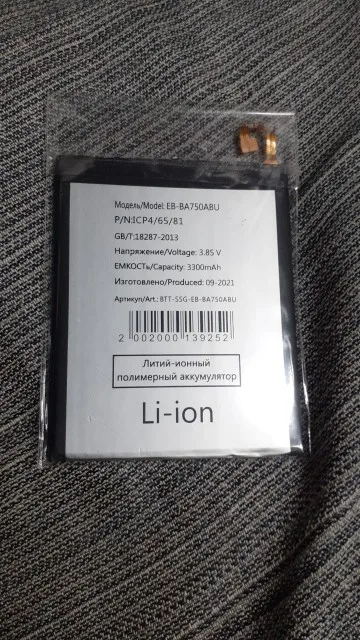 Модель/Model: EB-BA750ABU
P/N:ICP4/65/81
GB/T:18287-2013
Напряжение/Voltage: 3.85 V
ЕМКОСТЬ/Capacity: 3300mAh
Изготовлено/Produced: 09-2021
Артикул/Art.: BTT-SSG-EB-BA750ABU
2 002000 139252
Литий-ионный
полимерный аккумулятор
Li-ion